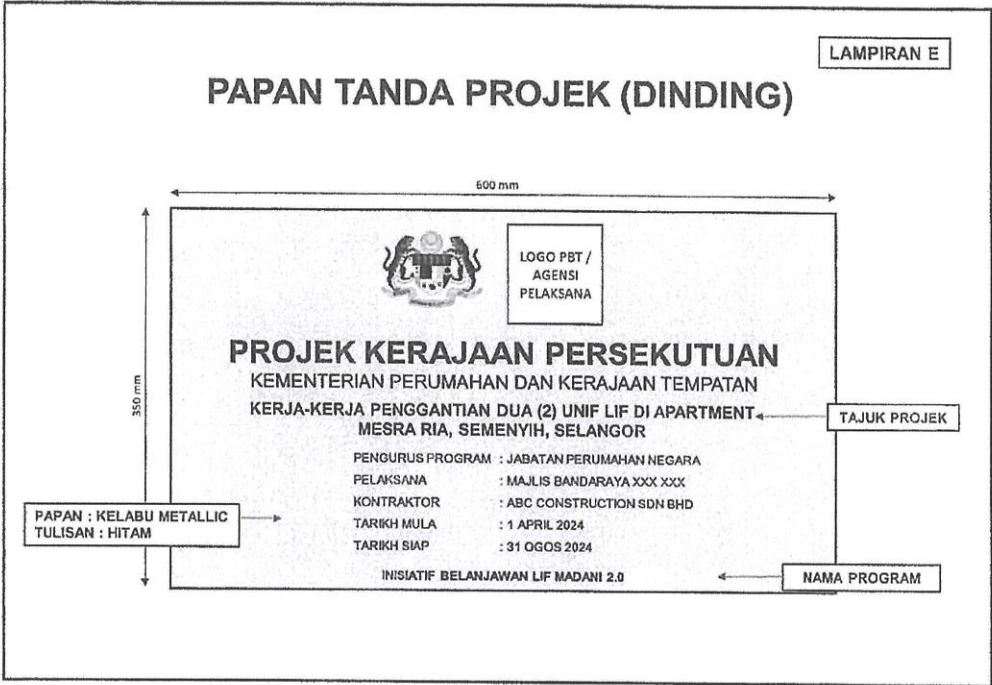 LAMPIRAN E
PAPAN TANDA PROJEK (DINDING)
600 mm
350 mm
LOGO PBT /
AGENSI
PELAKSANA
PROJEK KERAJAAN PERSEKUTUAN
KEMENTERIAN PERUMAHAN DAN KERAJAAN TEMPATAN
KERJA-KERJA PENGGANTIAN DUA (2) UNIF LIF DI APARTMENT
MESRA RIA, SEMENYIH, SELANGOR
TAJUK PROJEK
PENGURUS PROGRAM : JABATAN PERUMAHAN NEGARA
PELAKSANA : MAJLIS BANDARAYA XXX XXX
KONTRAKTOR : ABC CONSTRUCTION SDN BHD
TARIKH MULA : 1 APRIL 2024
TARIKH SIAP : 31 OGOS 2024
PAPAN : KELABU METALLIC
TULISAN : HITAM
INISIATIF BELANJAWAN LIF MADANI 2.0
NAMA PROGRAM